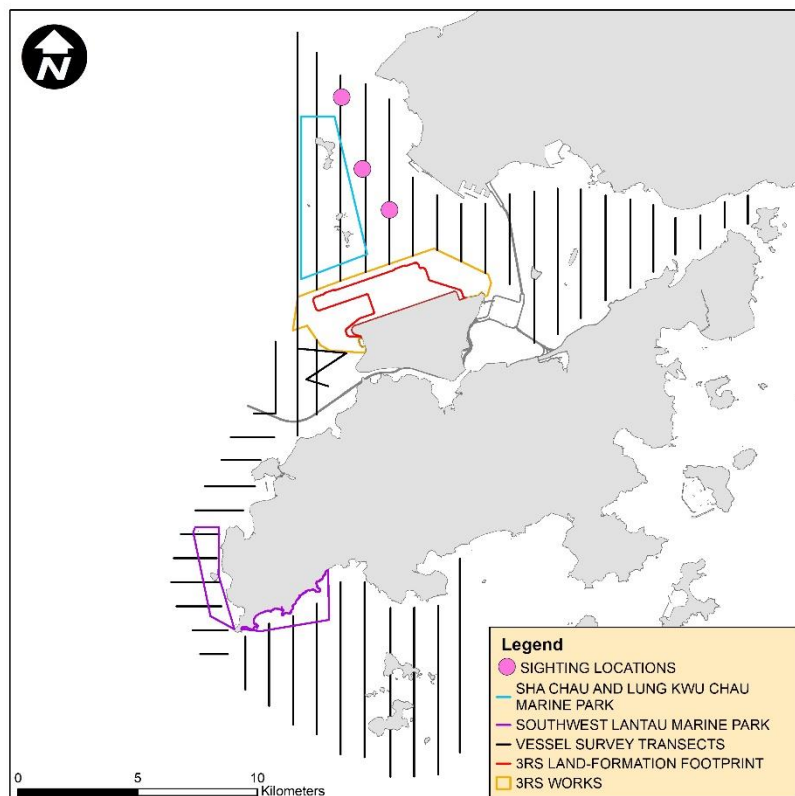 N
Legend
SIGHTING LOCATIONS
SHA CHAU AND LUNG KWU CHAU
MARINE PARK
SOUTHWEST LANTAU MARINE PARK
VESSEL SURVEY TRANSECTS
3RS LAND-FORMATION FOOTPRINT
3RS WORKS
0 5 10
Kilometers